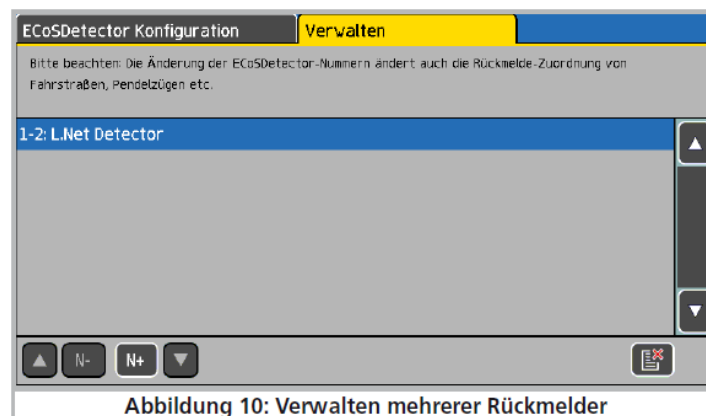 ECoSDetector Konfiguration
Verwalten
Bitte beachten: Die Änderung der ECoSDetector-Nummern ändert auch die Rückmelde-Zuordnung von
Fahrstraßen, Pendelzügen etc.
1-2: L.Net Detector
N-
N+
Abbildung 10: Verwalten mehrerer Rückmelder